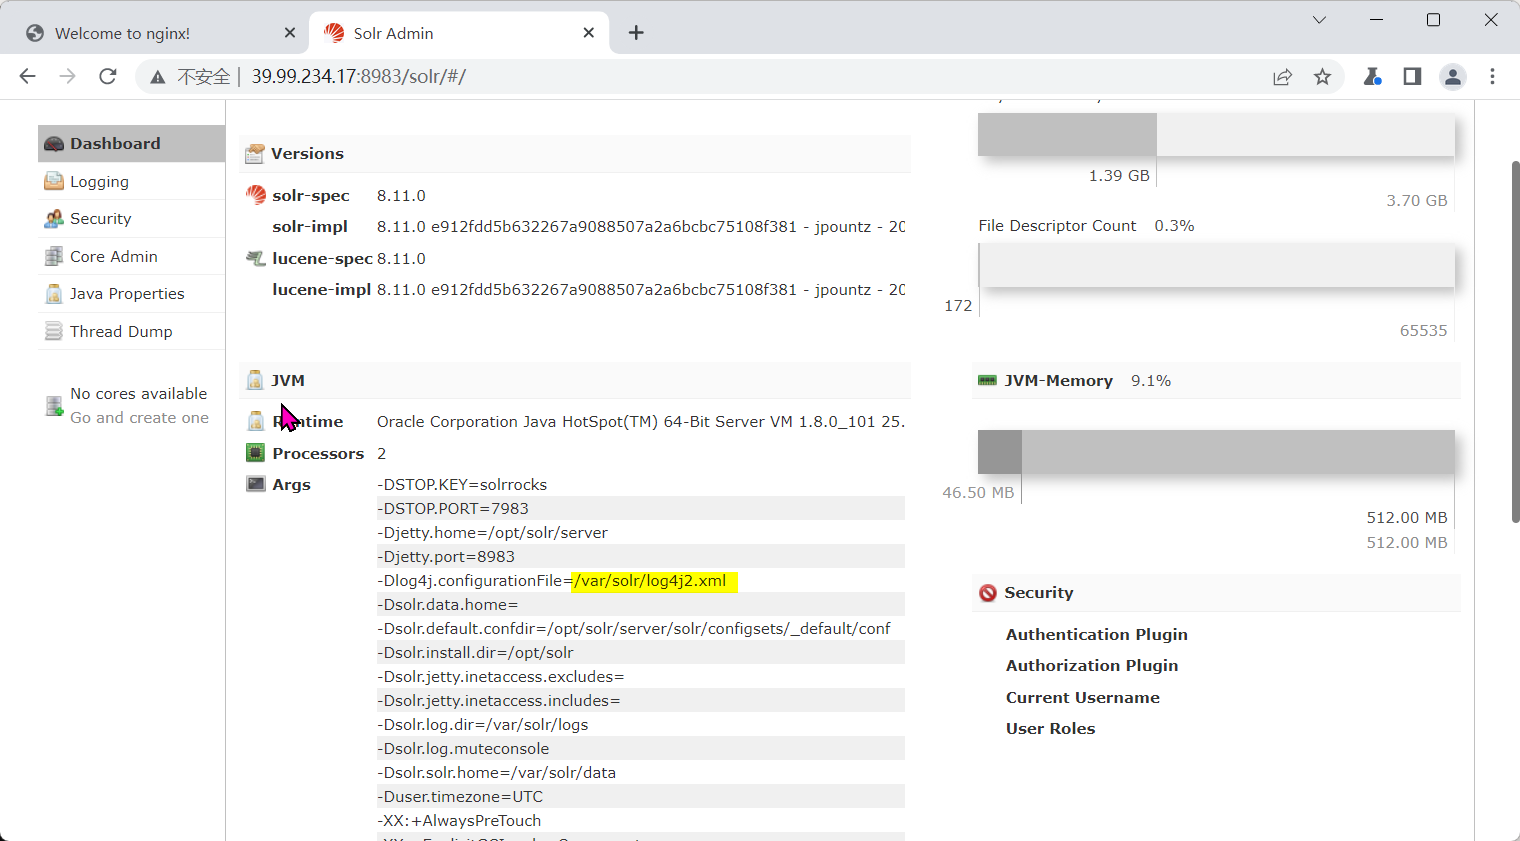 Welcome to nginx!
Solr Admin
不安全 | 39.99.234.17:8983/solr/#/
Dashboard
Logging
Security
Core Admin
Java Properties
Thread Dump
No cores available
Go and create one
Versions
solr-spec 8.11.0
solr-impl 8.11.0 e912fdd5b632267a9088507a2a6bcbc75108f381 - jpountz - 20
lucene-spec 8.11.0
lucene-impl 8.11.0 e912fdd5b632267a9088507a2a6bcbc75108f381 - jpountz - 20
JVM
Runtime Oracle Corporation Java HotSpot(TM) 64-Bit Server VM 1.8.0_101 25.
Processors 2
Args -DSTOP.KEY=solrrocks
-DSTOP.PORT=7983
-Djetty.home=/opt/solr/server
-Djetty.port=8983
-Dlog4j.configurationFile=/var/solr/log4j2.xml
-Dsolr.data.home=
-Dsolr.default.confdir=/opt/solr/server/solr/configsets/_default/conf
-Dsolr.install.dir=/opt/solr
-Dsolr.jetty.inetaccess.excludes=
-Dsolr.jetty.inetaccess.includes=
-Dsolr.log.dir=/var/solr/logs
-Dsolr.log.muteconsole
-Dsolr.solr.home=/var/solr/data
-Duser.timezone=UTC
-XX:+AlwaysPreTouch
1.39 GB
3.70 GB
File Descriptor Count 0.3%
172
65535
JVM-Memory 9.1%
46.50 MB
512.00 MB
512.00 MB
Security
Authentication Plugin
Authorization Plugin
Current Username
User Roles